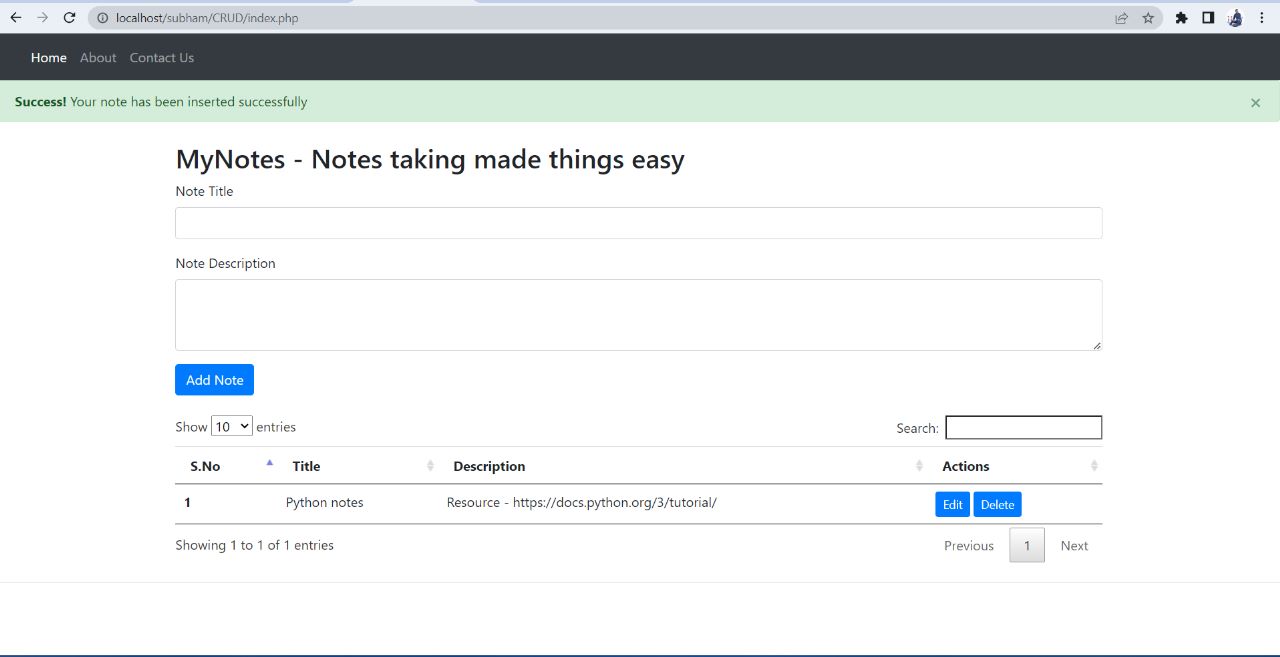 localhost/subham/CRUD/index.php
Home About Contact Us
Success! Your note has been inserted successfully ×
MyNotes - Notes taking made things easy
Note Title
Note Description
Add Note
Show 10 entries Search:
S.No Title Description Actions
1 Python notes Resource - https://docs.python.org/3/tutorial/ Edit Delete
Showing 1 to 1 of 1 entries Previous 1 Next